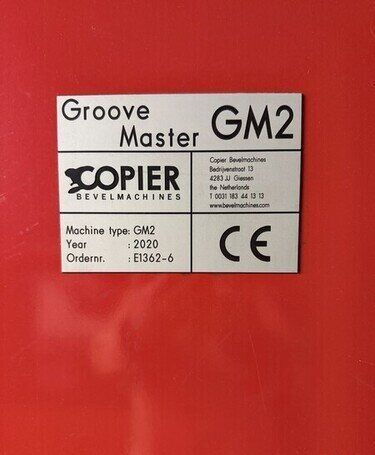 Groove
Master GM2
COPIER
BEVELMACHINES
Copier Bevelmachines
Bedrijvenstraat 13
4283 JJ Giessen
the Netherlands
T 0031 183 44 13 13
www.bevelmachines.com
Machine type: GM2
Year : 2020
Ordernr. : E1362-6
CE